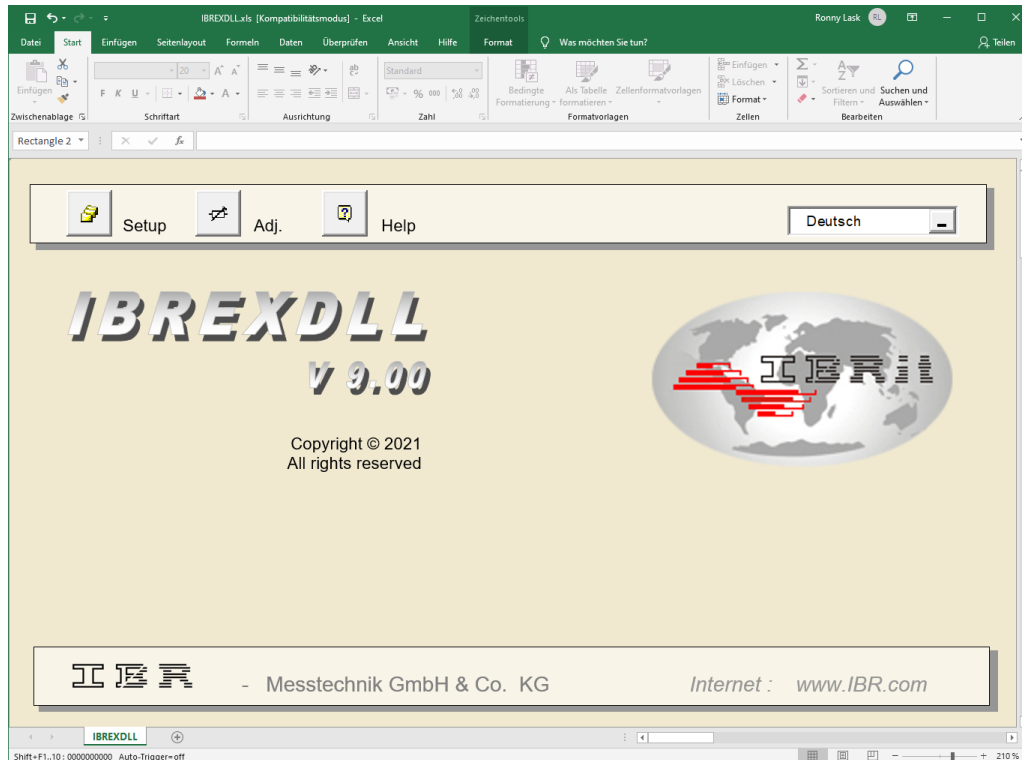 IBREXDLL.xls [Kompatibilitätsmodus] - Excel
Zeichentools
Ronny Lask RL
Datei Start Einfügen Seitenlayout Formeln Daten Überprüfen Ansicht Hilfe Format Was möchten Sie tun? Teilen
Einfügen
20
F K U
Standard
% 000
Bedingte Formatierung
Als Tabelle formatieren
Zellenformatvorlagen
Einfügen
Löschen
Format
Sortieren und Filtern
Suchen und Auswählen
Zwischenablage Schriftart Ausrichtung Zahl Formatvorlagen Zellen Bearbeiten
Rectangle 2 fx
Setup Adj. Help Deutsch
IBREXDLL
V 9.00
IBRit
Copyright © 2021
All rights reserved
IBR - Messtechnik GmbH & Co. KG Internet : www.IBR.com
IBREXDLL
Shift+F1..10: 0000000000 Auto-Trigger=off
210 %